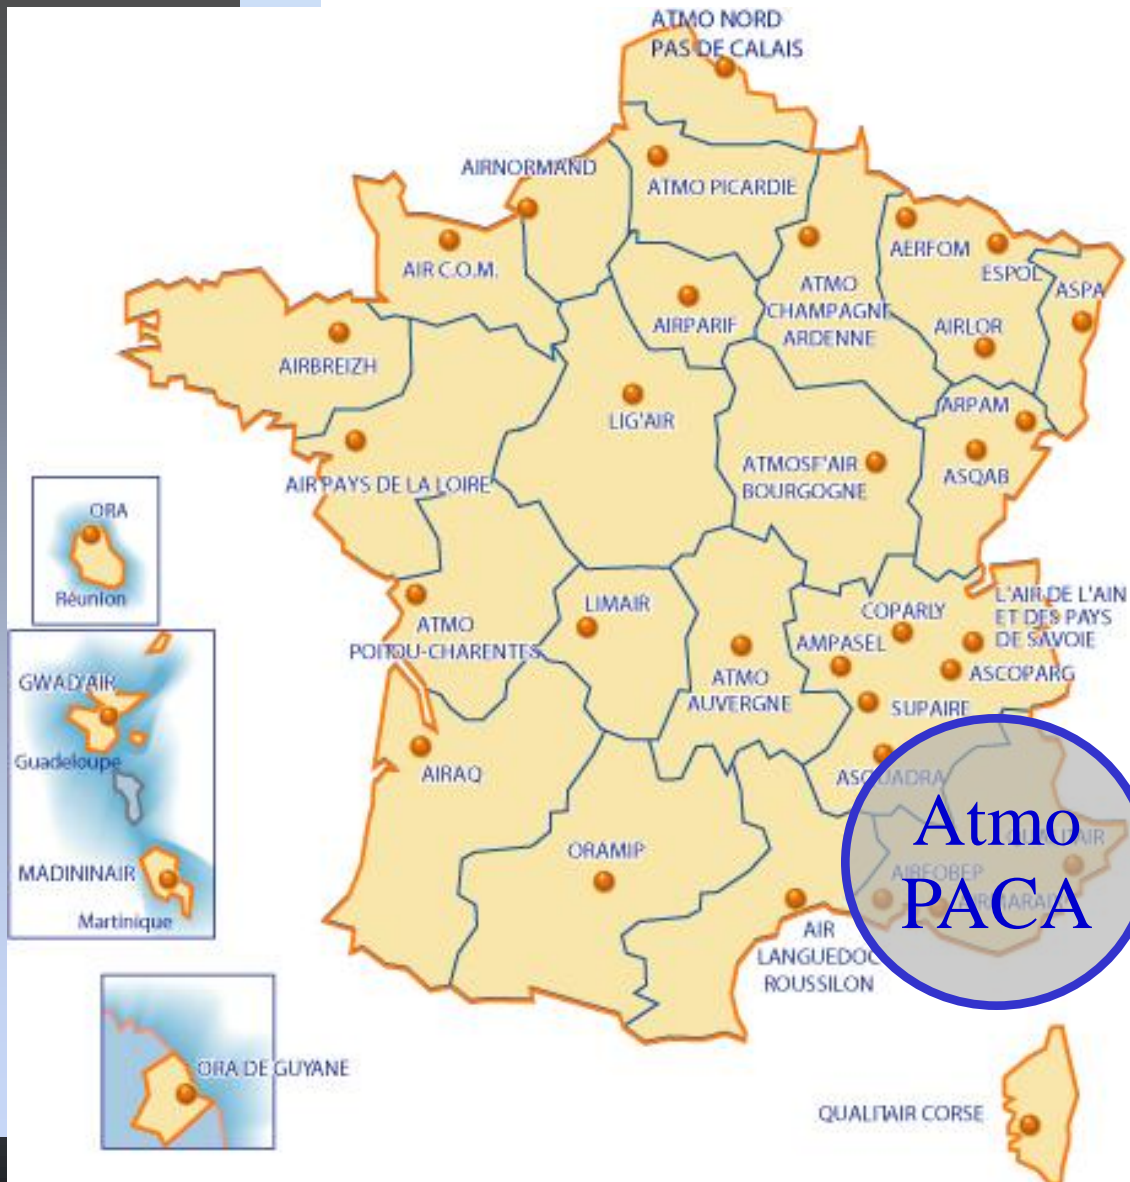 ATMO NORD
PAS DE CALAIS
AIRNORMAND
ATMO PICARDIE
AIR C.O.M.
AERFOM
ESPOL
ASPA
ATMO
CHAMPAGNE
ARDENNE
AIRPARIF
AIRLOR
AIRBREIZH
LIG'AIR
ARPAM
ATMOSF'AIR
BOURGOGNE
ASQAB
AIR PAYS DE LA LOIRE
ORA
Réunion
LIMAIR
ATMO
POITOU-CHARENTES
COPARLY
L'AIR DE L'AIN
ET DES PAYS
DE SAVOIE
AMPASEL
ASCOPARG
ATMO
AUVERGNE
SUPAIRE
GWAD'AIR
Guadeloupe
AIRAQ
ASQUADRA
Atmo
PACA
AIRFOBEP
AIRMARAIX
ORAMIP
MADININAIR
Martinique
AIR
LANGUEDOC
ROUSSILON
ORA DE GUYANE
QUALITAIR CORSE